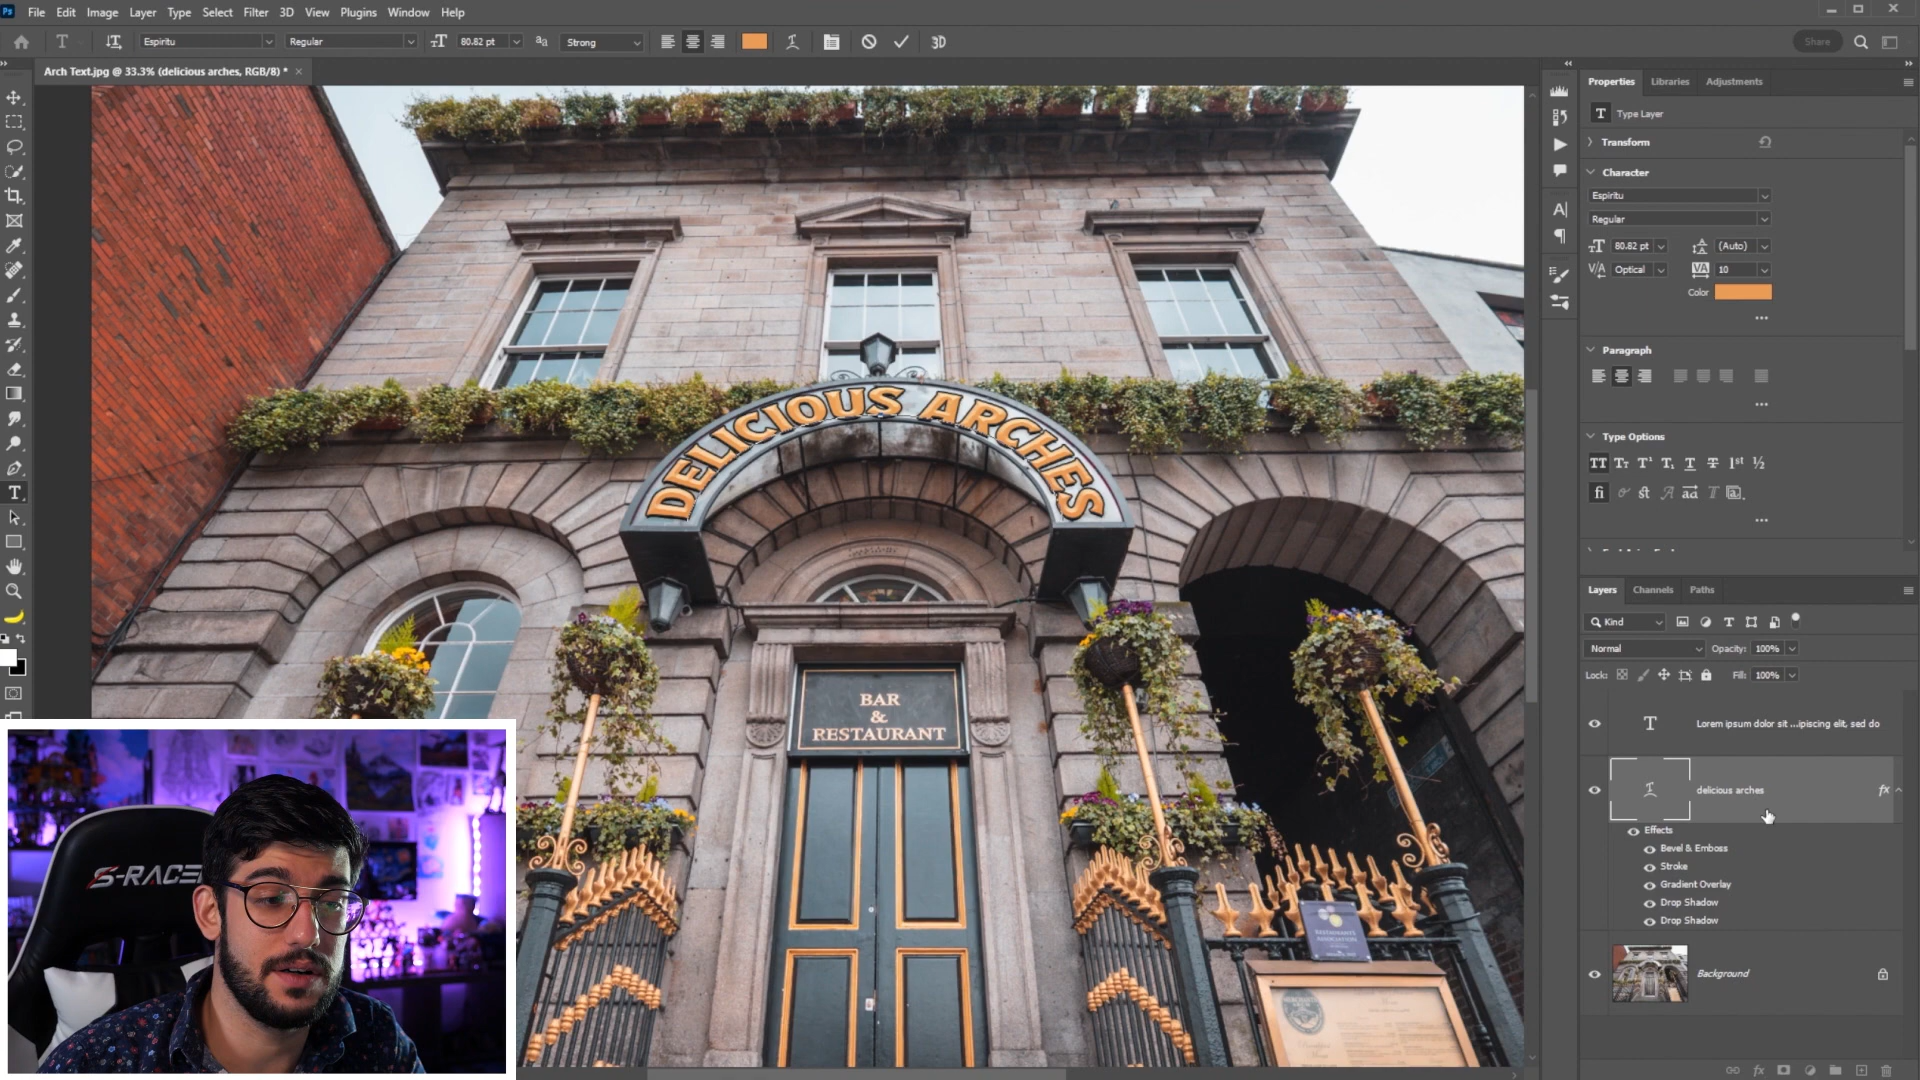 Ps File Edit Image Layer Type Select Filter 3D View Plugins Window Help
Espiritu Regular 80.82 pt Strong 3D Share
Arch Text.jpg @ 33.3% (delicious arches, RGB/8) * ×
DELICIOUS ARCHES
BAR
&
RESTAURANT
S-RACE
Properties Libraries Adjustments
Type Layer
Transform
Character
Espiritu
Regular
80.82 pt (Auto)
Optical 10
Color
Paragraph
Type Options
Layers Channels Paths
Kind
Normal Opacity: 100%
Lock: Fill: 100%
Lorem ipsum dolor sit ...ipiscing elit, sed do
delicious arches fx
Effects
Bevel & Emboss
Stroke
Gradient Overlay
Drop Shadow
Drop Shadow
Background